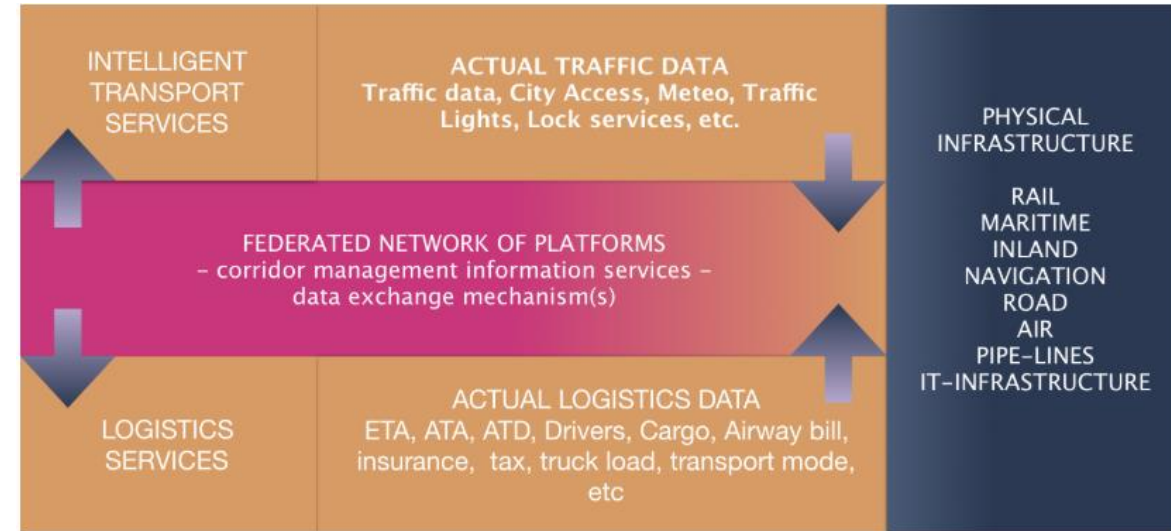 INTELLIGENT
TRANSPORT
SERVICES
ACTUAL TRAFFIC DATA
Traffic data, City Access, Meteo, Traffic
Lights, Lock services, etc.
FEDERATED NETWORK OF PLATFORMS
– corridor management information services –
data exchange mechanism(s)
LOGISTICS
SERVICES
ACTUAL LOGISTICS DATA
ETA, ATA, ATD, Drivers, Cargo, Airway bill,
insurance, tax, truck load, transport mode,
etc
PHYSICAL
INFRASTRUCTURE
RAIL
MARITIME
INLAND
NAVIGATION
ROAD
AIR
PIPE-LINES
IT-INFRASTRUCTURE